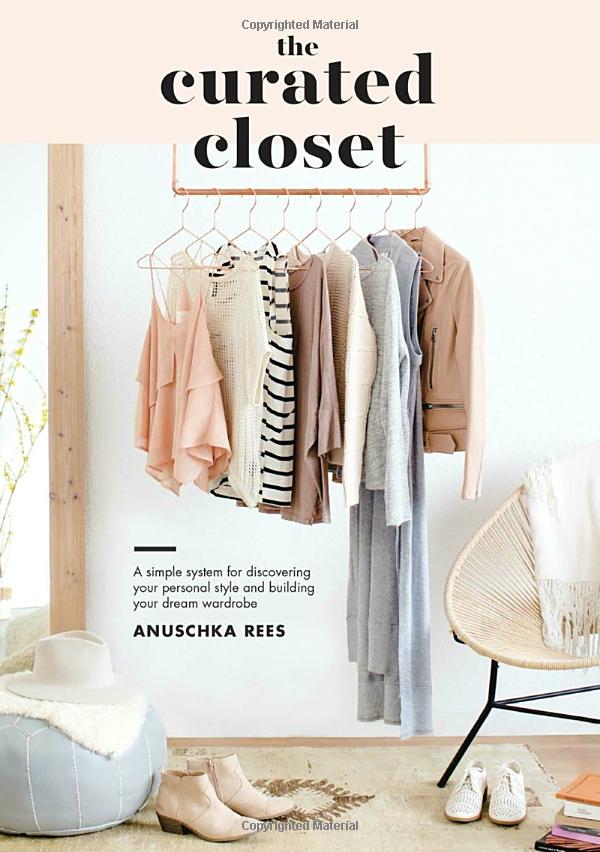 Copyrighted Material
the
curated
closet
A simple system for discovering
your personal style and building
your dream wardrobe
ANUSCHKA REES
Copyrighted Material